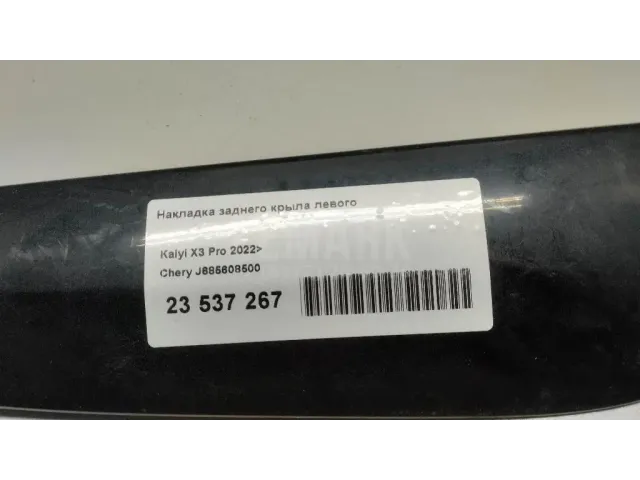 Накладка заднего крыла левого
Kaiyi X3 Pro 2022>
Chery J685608500
23 537 267